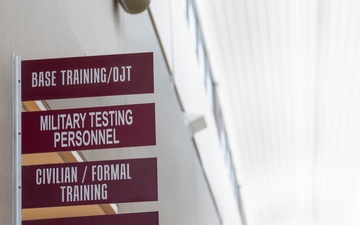 BASE TRAINING/OJT
MILITARY TESTING
PERSONNEL
CIVILIAN / FORMAL
TRAINING